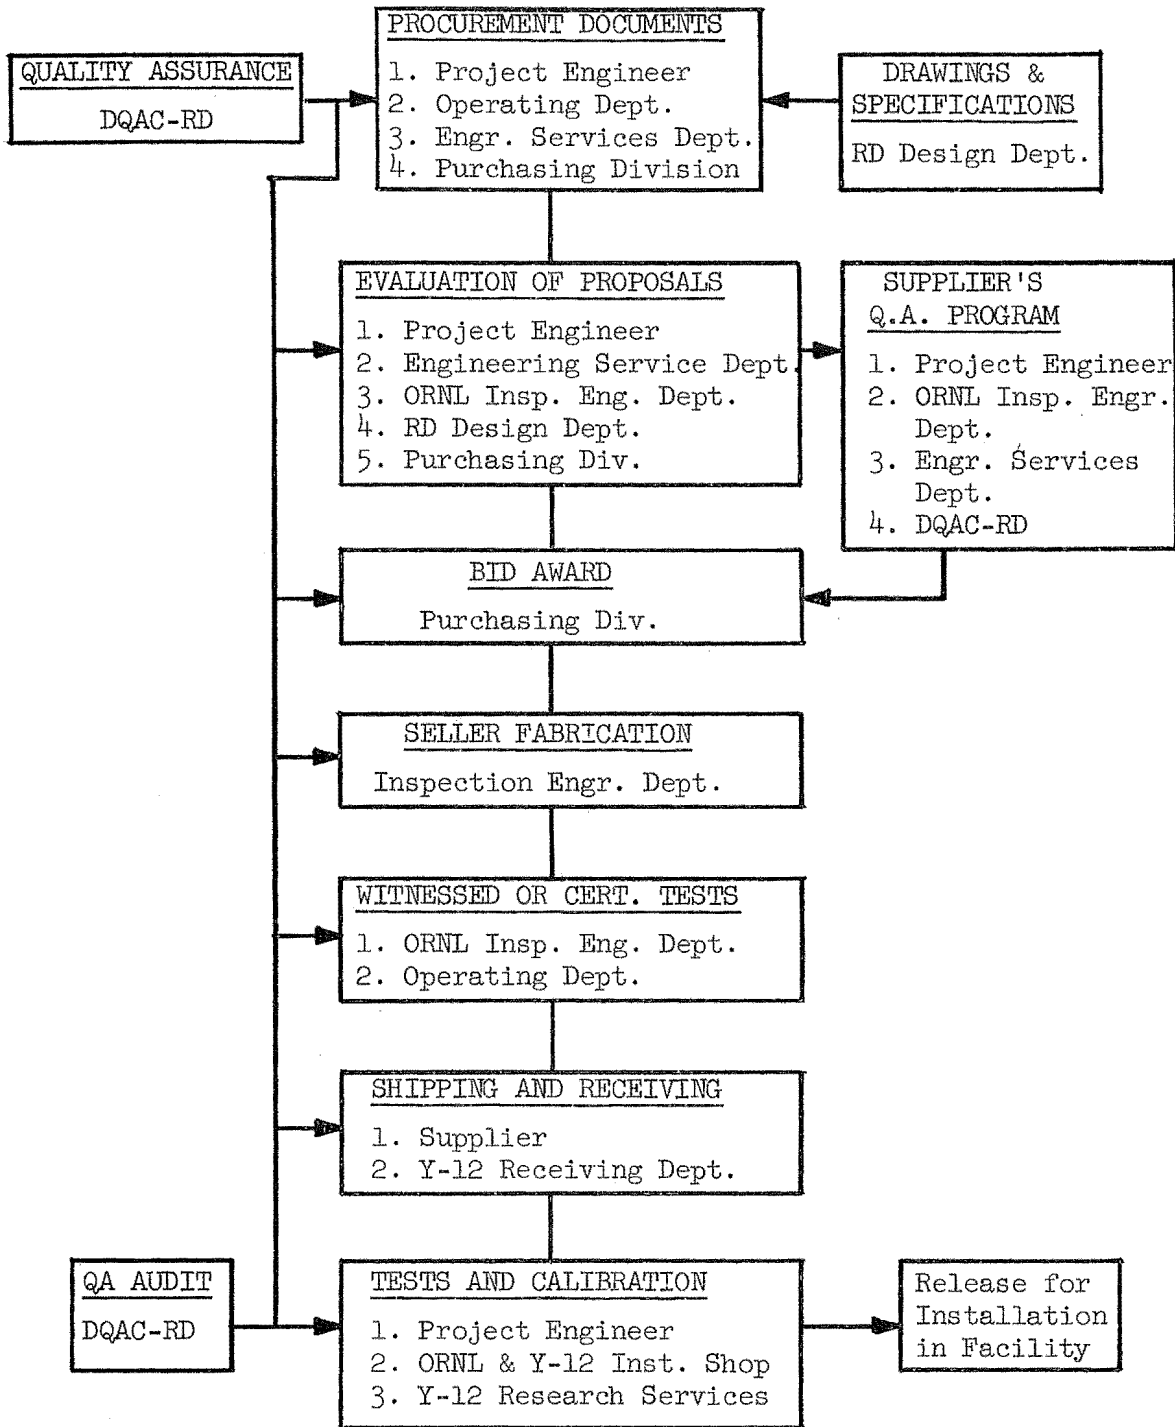 PROCUREMENT DOCUMENTS
1. Project Engineer
2. Operating Dept.
3. Engr. Services Dept.
4. Purchasing Division
QUALITY ASSURANCE
DQAC-RD
DRAWINGS &
SPECIFICATIONS
RD Design Dept.
EVALUATION OF PROPOSALS
1. Project Engineer
2. Engineering Service Dept.
3. ORNL Insp. Eng. Dept.
4. RD Design Dept.
5. Purchasing Div.
SUPPLIER'S
Q.A. PROGRAM
1. Project Engineer
2. ORNL Insp. Engr.
Dept.
3. Engr. Services
Dept.
4. DQAC-RD
BID AWARD
Purchasing Div.
SELLER FABRICATION
Inspection Engr. Dept.
WITNESSED OR CERT. TESTS
1. ORNL Insp. Eng. Dept.
2. Operating Dept.
SHIPPING AND RECEIVING
1. Supplier
2. Y-12 Receiving Dept.
QA AUDIT
DQAC-RD
TESTS AND CALIBRATION
1. Project Engineer
2. ORNL & Y-12 Inst. Shop
3. Y-12 Research Services
Release for
Installation
in Facility